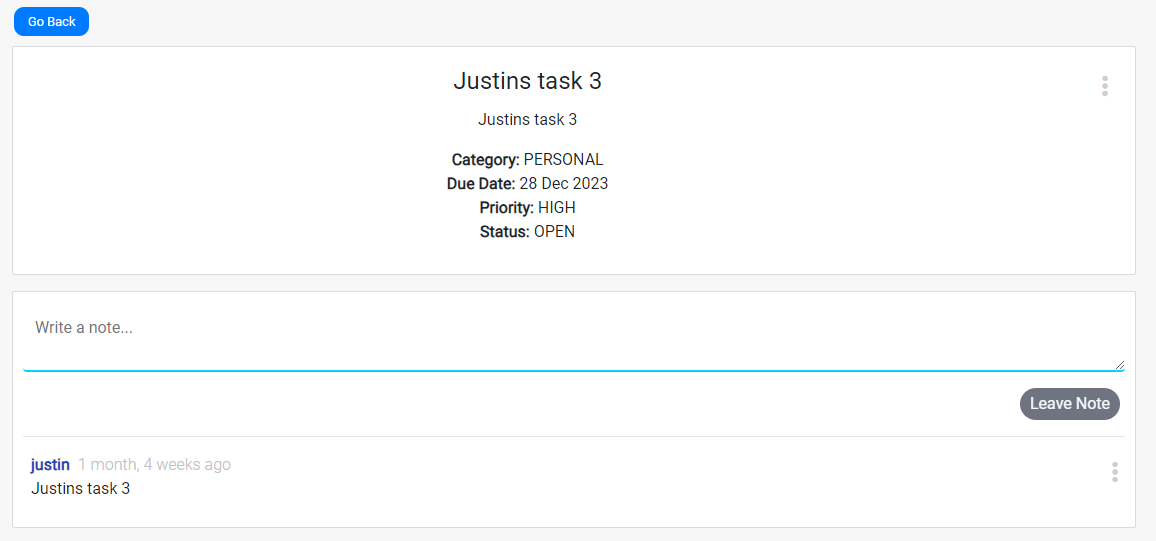 Go Back
Justins task 3
Justins task 3
Category: PERSONAL
Due Date: 28 Dec 2023
Priority: HIGH
Status: OPEN
Write a note...
Leave Note
justin 1 month, 4 weeks ago
Justins task 3